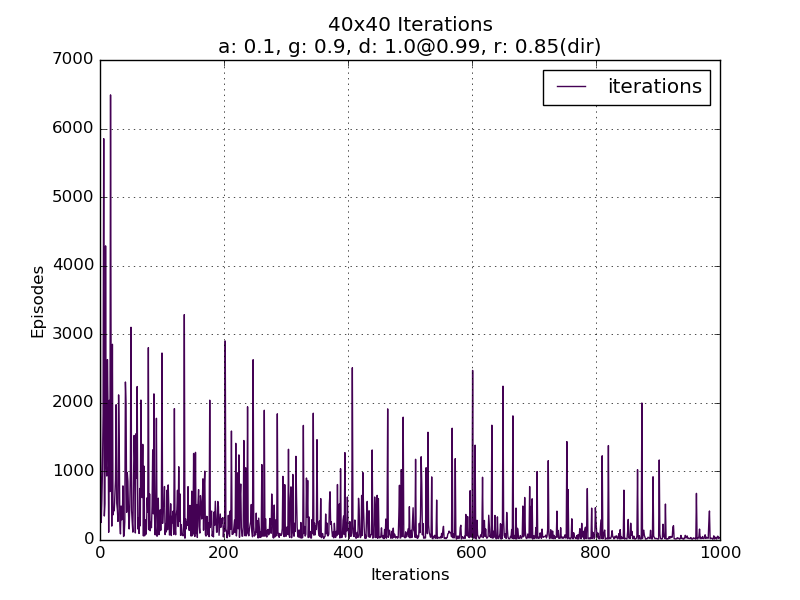 40x40 Iterations
a: 0.1, g: 0.9, d: 1.0@0.99, r: 0.85(dir)
iterations
7000
6000
5000
4000
3000
2000
1000
0
Episodes
0 200 400 600 800 1000
Iterations